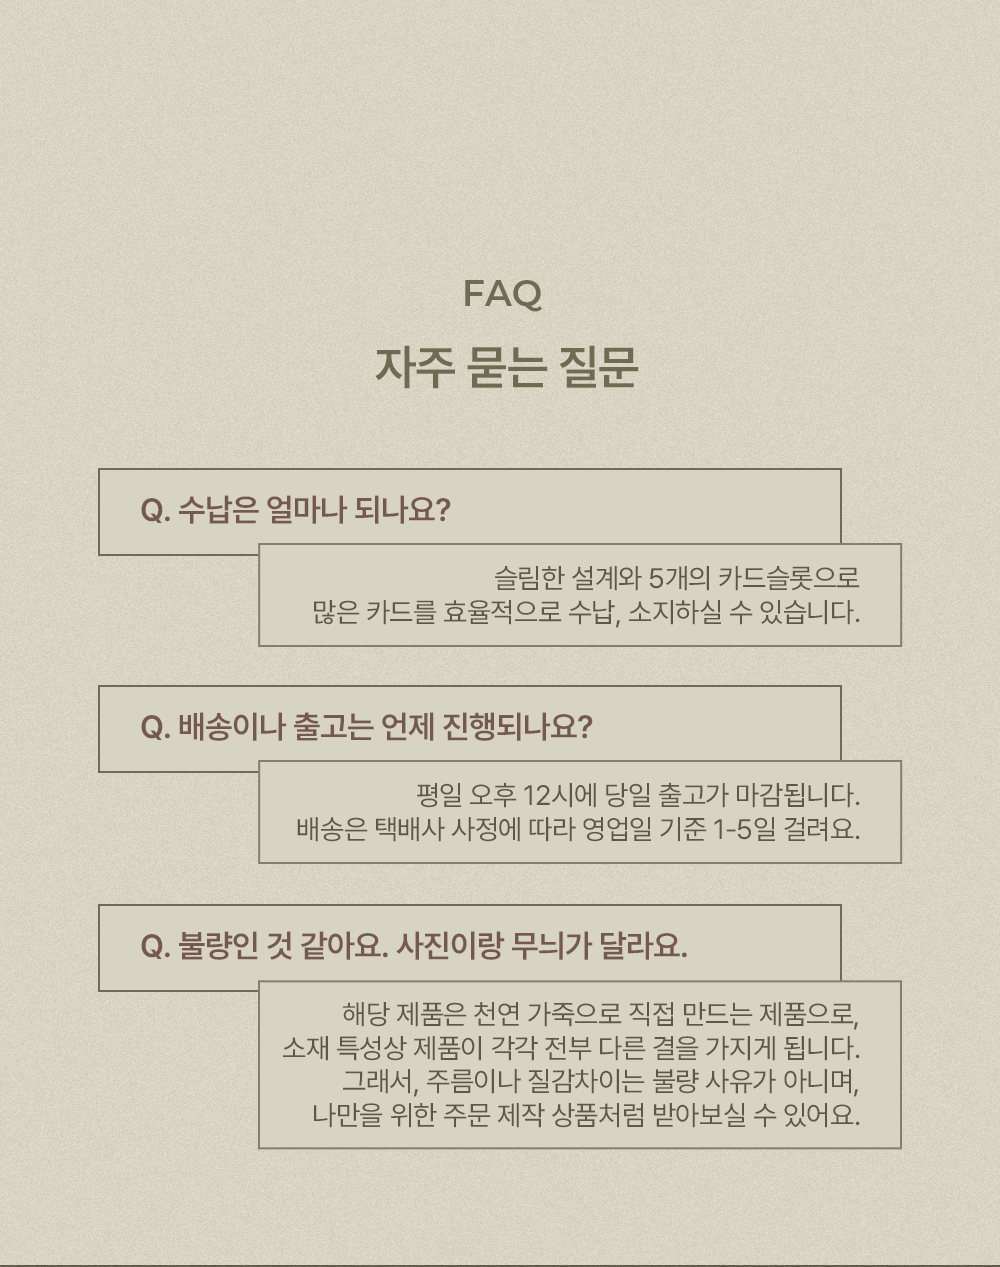 FAQ
자주 묻는 질문
Q. 수납은 얼마나 되나요?
슬림한 설계와 5개의 카드슬롯으로
많은 카드를 효율적으로 수납, 소지하실 수 있습니다.
Q. 배송이나 출고는 언제 진행되나요?
평일 오후 12시에 당일 출고가 마감됩니다.
배송은 택배사 사정에 따라 영업일 기준 1-5일 걸려요.
Q. 불량인 것 같아요. 사진이랑 무늬가 달라요.
해당 제품은 천연 가죽으로 직접 만드는 제품으로,
소재 특성상 제품이 각각 전부 다른 결을 가지게 됩니다.
그래서, 주름이나 질감차이는 불량 사유가 아니며,
나만을 위한 주문 제작 상품처럼 받아보실 수 있어요.